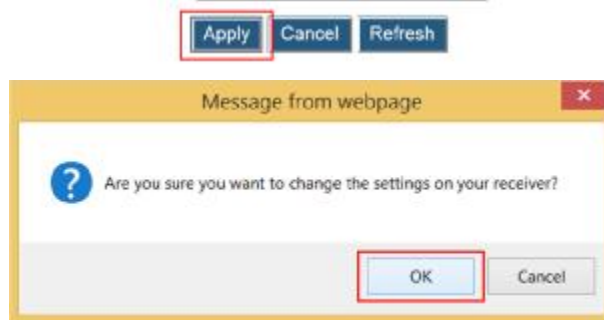 Apply Cancel Refresh
Message from webpage
Are you sure you want to change the settings on your receiver?
OK Cancel